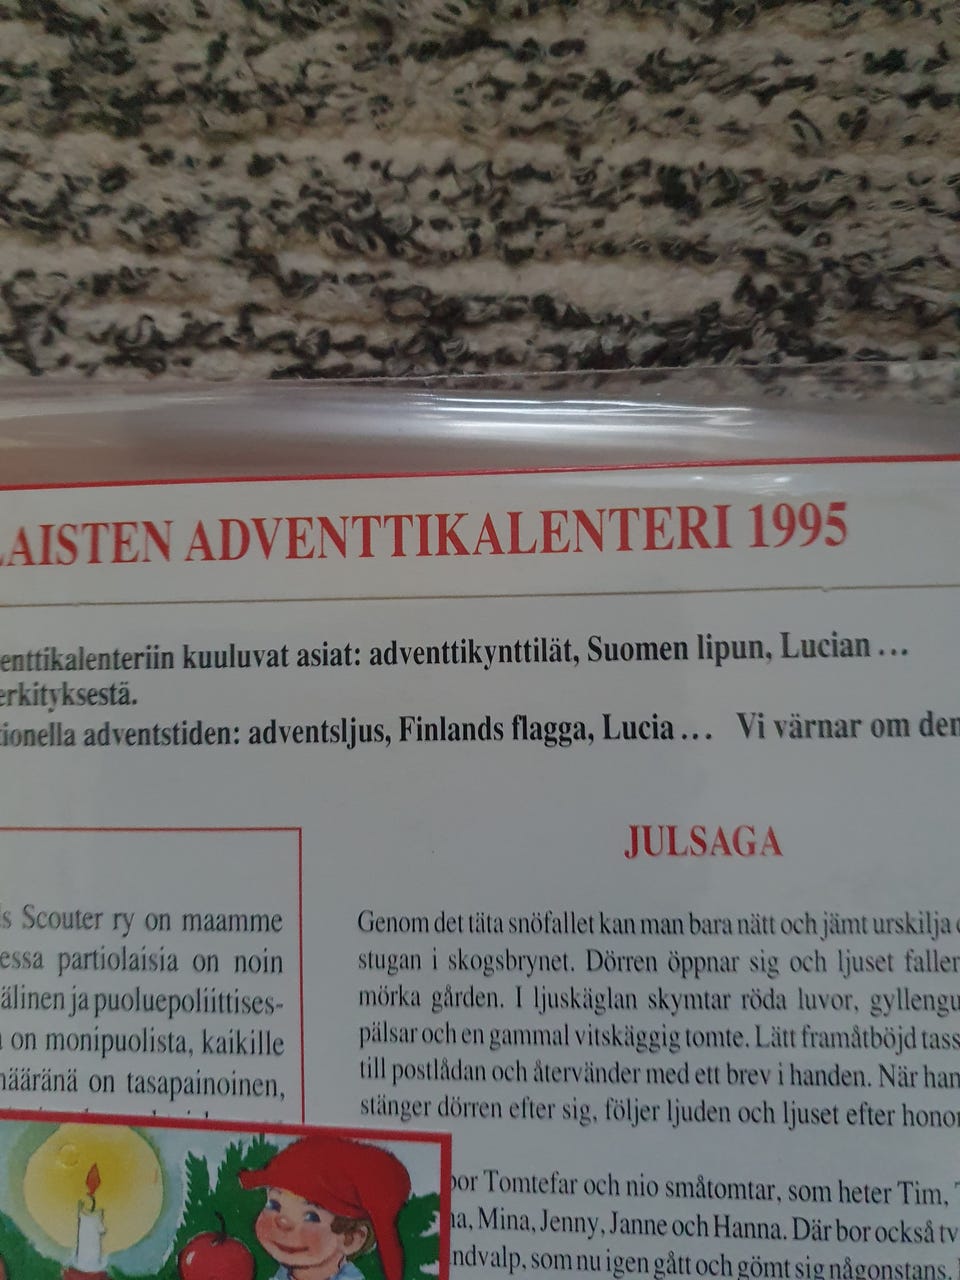 AISTEN ADVENTTIKALENTERI 1995
enttikalenteriin kuuluvat asiat: adventtikynttilät, Suomen lipun, Lucian ...
erkityksestä.
ionella adventstiden: adventsljus, Finlands flagga, Lucia ... Vi värnar om den
JULSAGA
s Scouter ry on maamme
essa partiolaisia on noin
älinen ja puoluepoliittises-
on monipuolista, kaikille
määränä on tasapainoinen,
Genom det täta snöfallet kan man bara nätt och jämt urskilja
stugan i skogsbrynet. Dörren öppnar sig och ljuset faller
mörka gården. I ljuskäglan skymtar röda luvor, gyllengu
pälsar och en gammal vitskäggig tomte. Lätt framåtböjd tass
till postlådan och återvänder med ett brev i handen. När han
stänger dörren efter sig, följer ljuden och ljuset efter hono
bor Tomtefar och nio småtomtar, som heter Tim,
na, Mina, Jenny, Janne och Hanna. Där bor också tv
ndvalp, som nu igen gått och gömt sig någonstans.